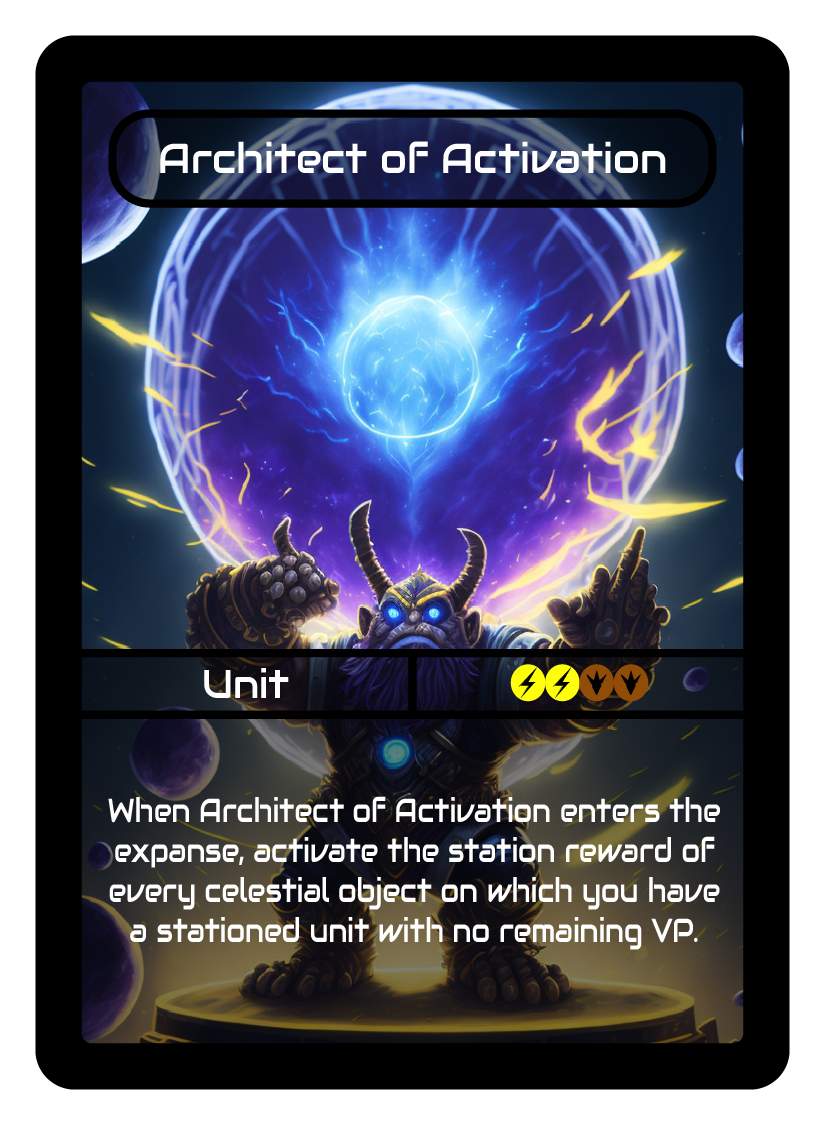 Architect of Activation
Unit
When Architect of Activation enters the
expanse, activate the station reward of
every celestial object on which you have
a stationed unit with no remaining VP.